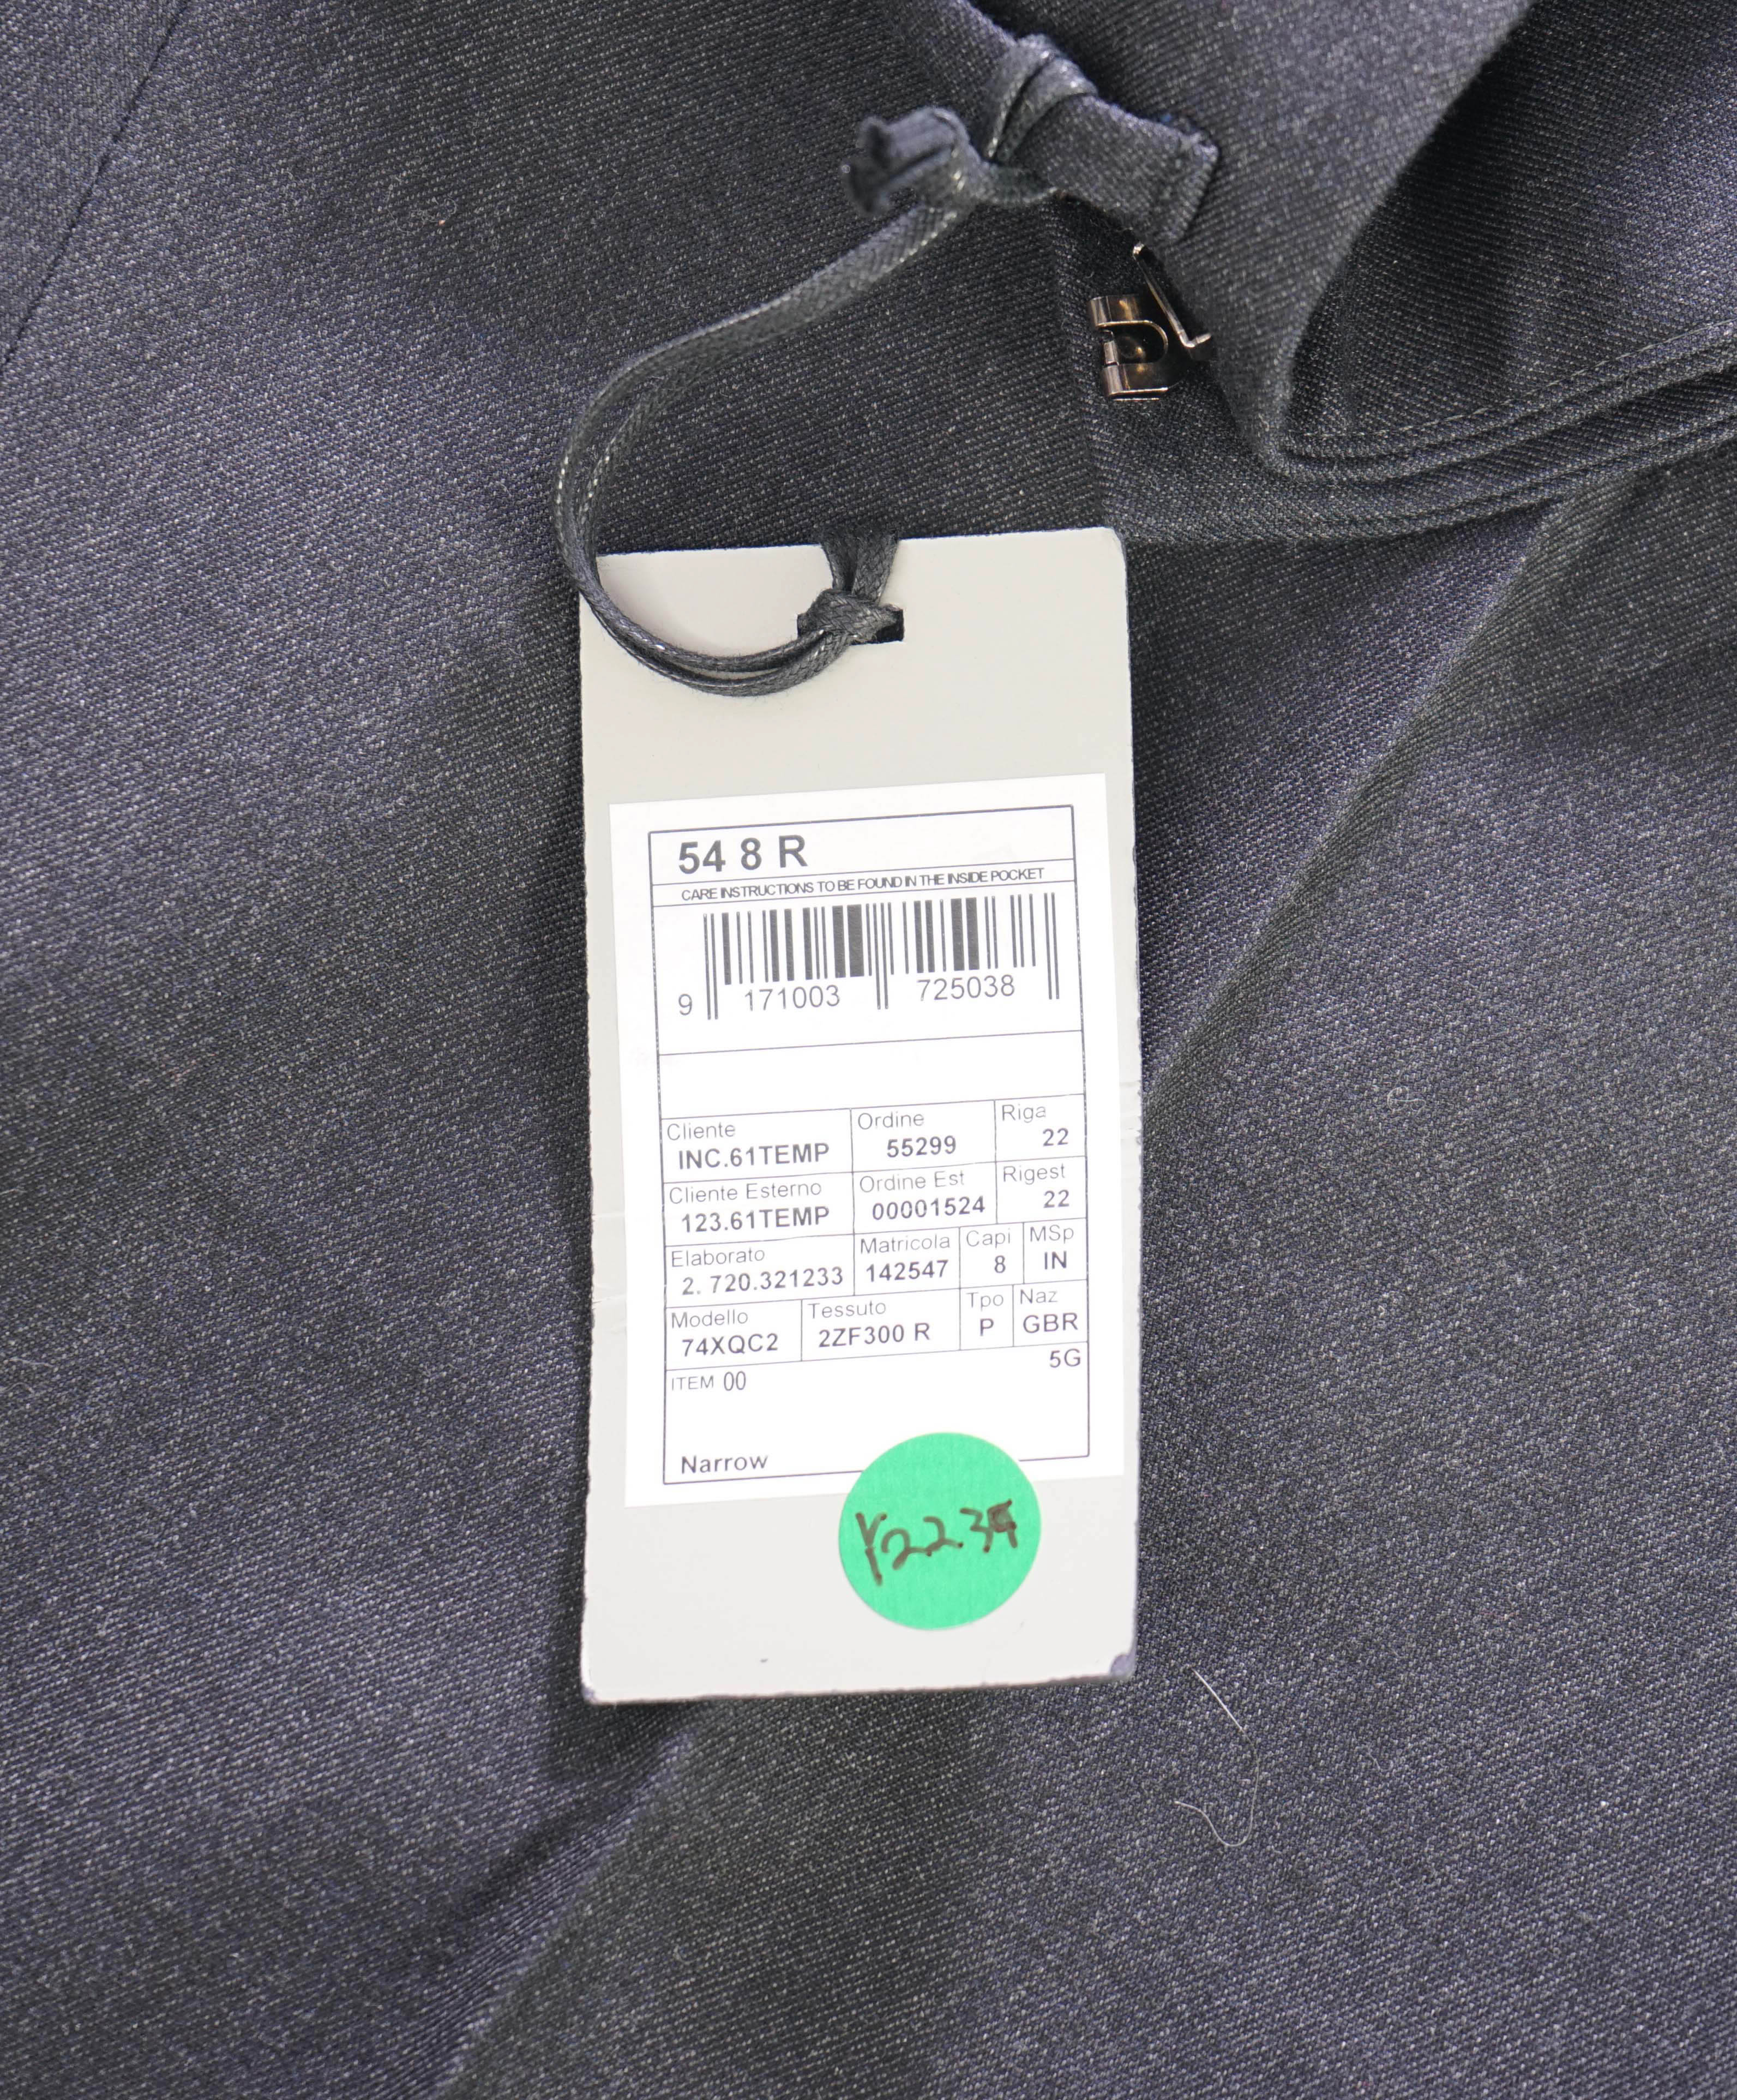 54 8 R
CARE INSTRUCTIONS TO BE FOUND IN THE INSIDE POCKET
9 171003 725038
Cliente Ordine Riga
INC.61TEMP 55299 22
Cliente Esterno Ordine Est Rigest
123.61TEMP 00001524 22
Elaborato Matricola Capi MSp
2. 720.321233 142547 8 IN
Modello Tessuto Tpo Naz
74XQC2 2ZF300 R P GBR
ITEM 00 5G
Narrow